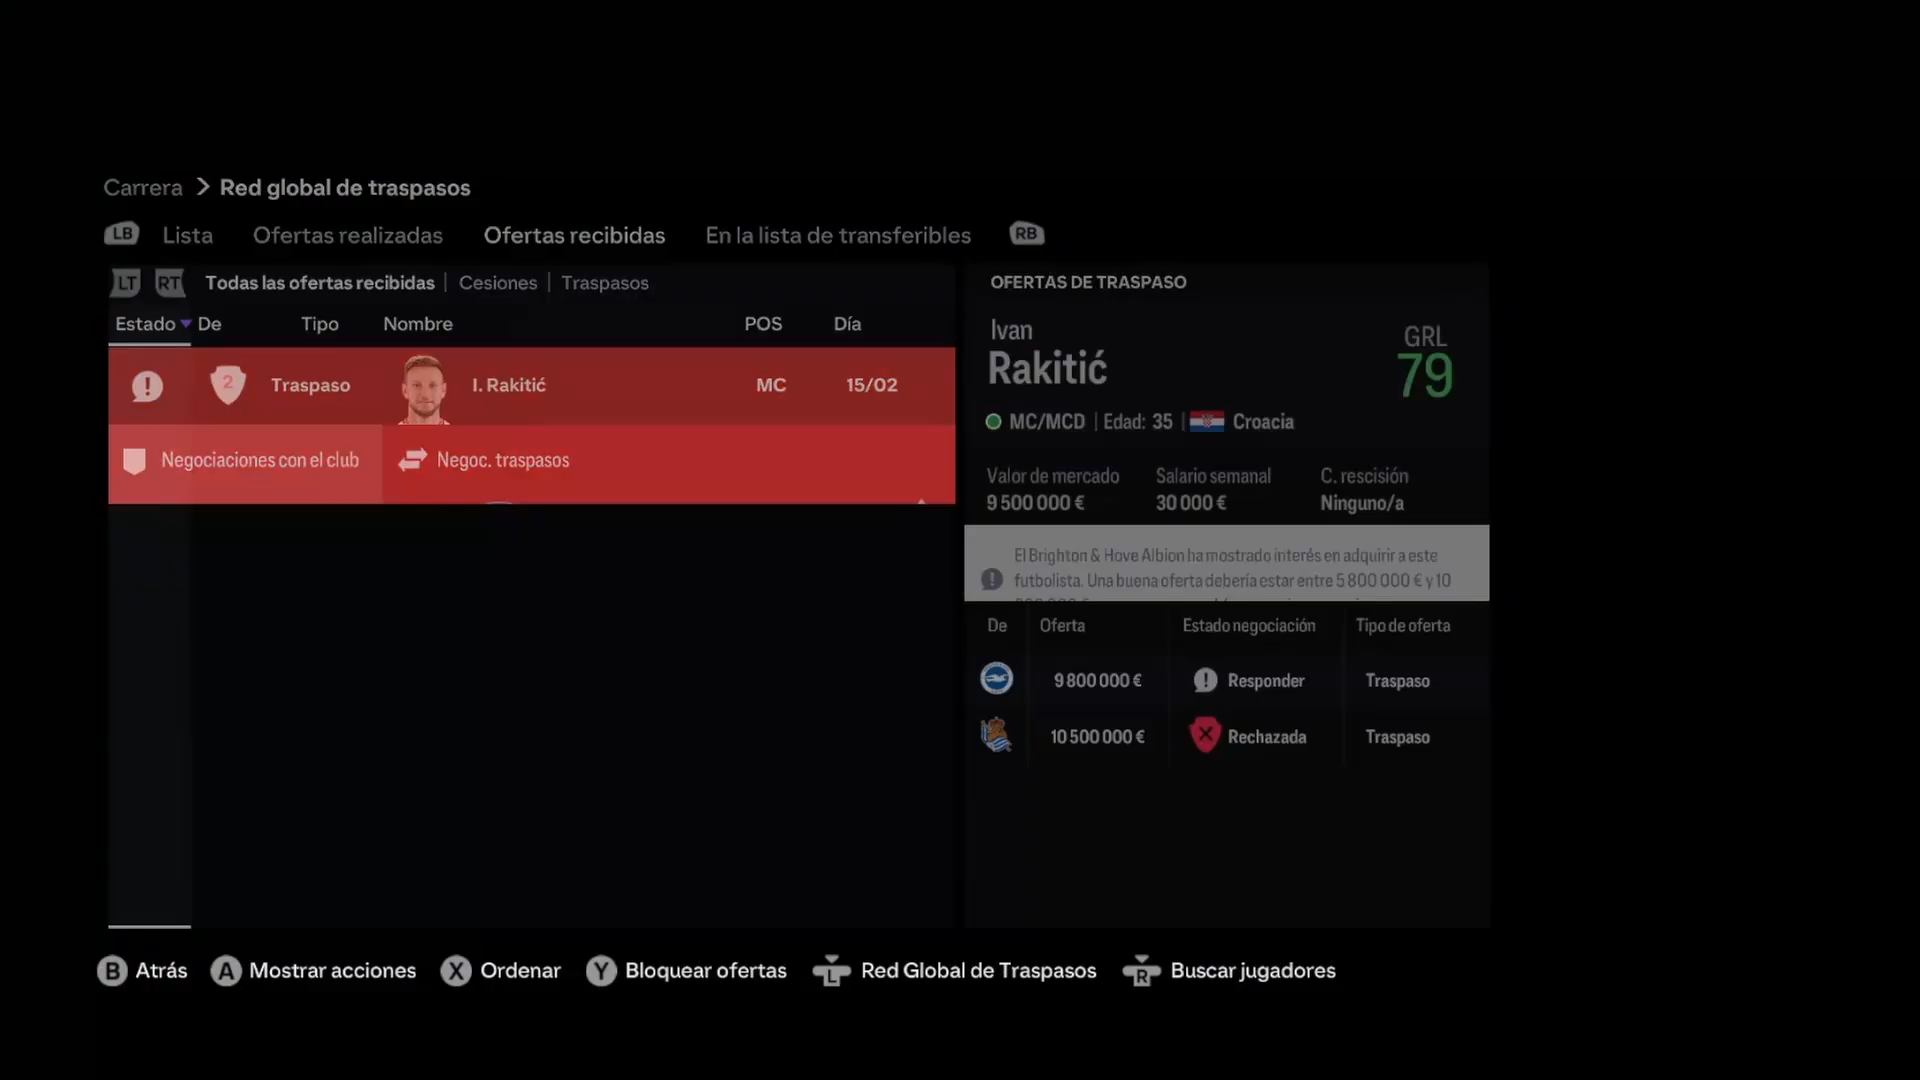 Carrera > Red global de traspasos
LB Lista Ofertas realizadas Ofertas recibidas En la lista de transferibles RB
LT RT Todas las ofertas recibidas | Cesiones | Traspasos
Estado De Tipo Nombre POS Día
2 Traspaso I. Rakitić MC 15/02
Negociaciones con el club Negoc. traspasos
OFERTAS DE TRASPASO
Ivan
Rakitić
GRL
79
MC/MCD | Edad: 35 | Croacia
Valor de mercado Salario semanal C. rescisión
9 500 000 € 30 000 € Ninguno/a
El Brighton & Hove Albion ha mostrado interés en adquirir a este
futbolista. Una buena oferta debería estar entre 5 800 000 € y 10
De Oferta Estado negociación Tipo de oferta
9 800 000 € Responder Traspaso
10 500 000 € Rechazada Traspaso
B Atrás A Mostrar acciones X Ordenar Y Bloquear ofertas L Red Global de Traspasos R Buscar jugadores